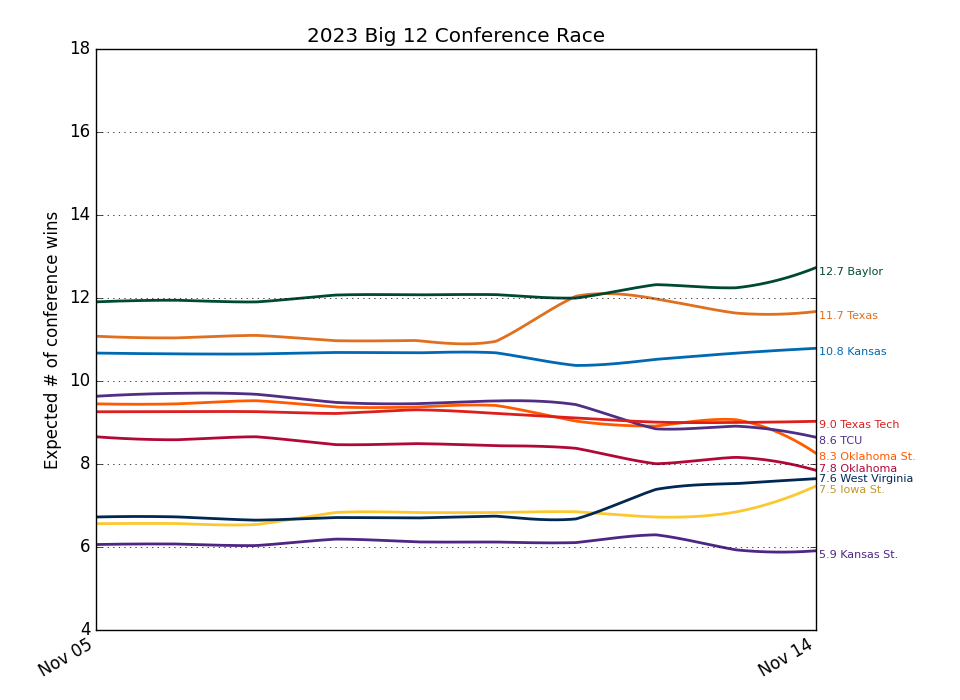 2023 Big 12 Conference Race
Expected # of conference wins
18
16
14
12
10
8
6
4
12.7 Baylor
11.7 Texas
10.8 Kansas
9.0 Texas Tech
8.6 TCU
8.3 Oklahoma St.
7.8 Oklahoma
7.6 West Virginia
7.5 Iowa St.
5.9 Kansas St.
Nov 05
Nov 14